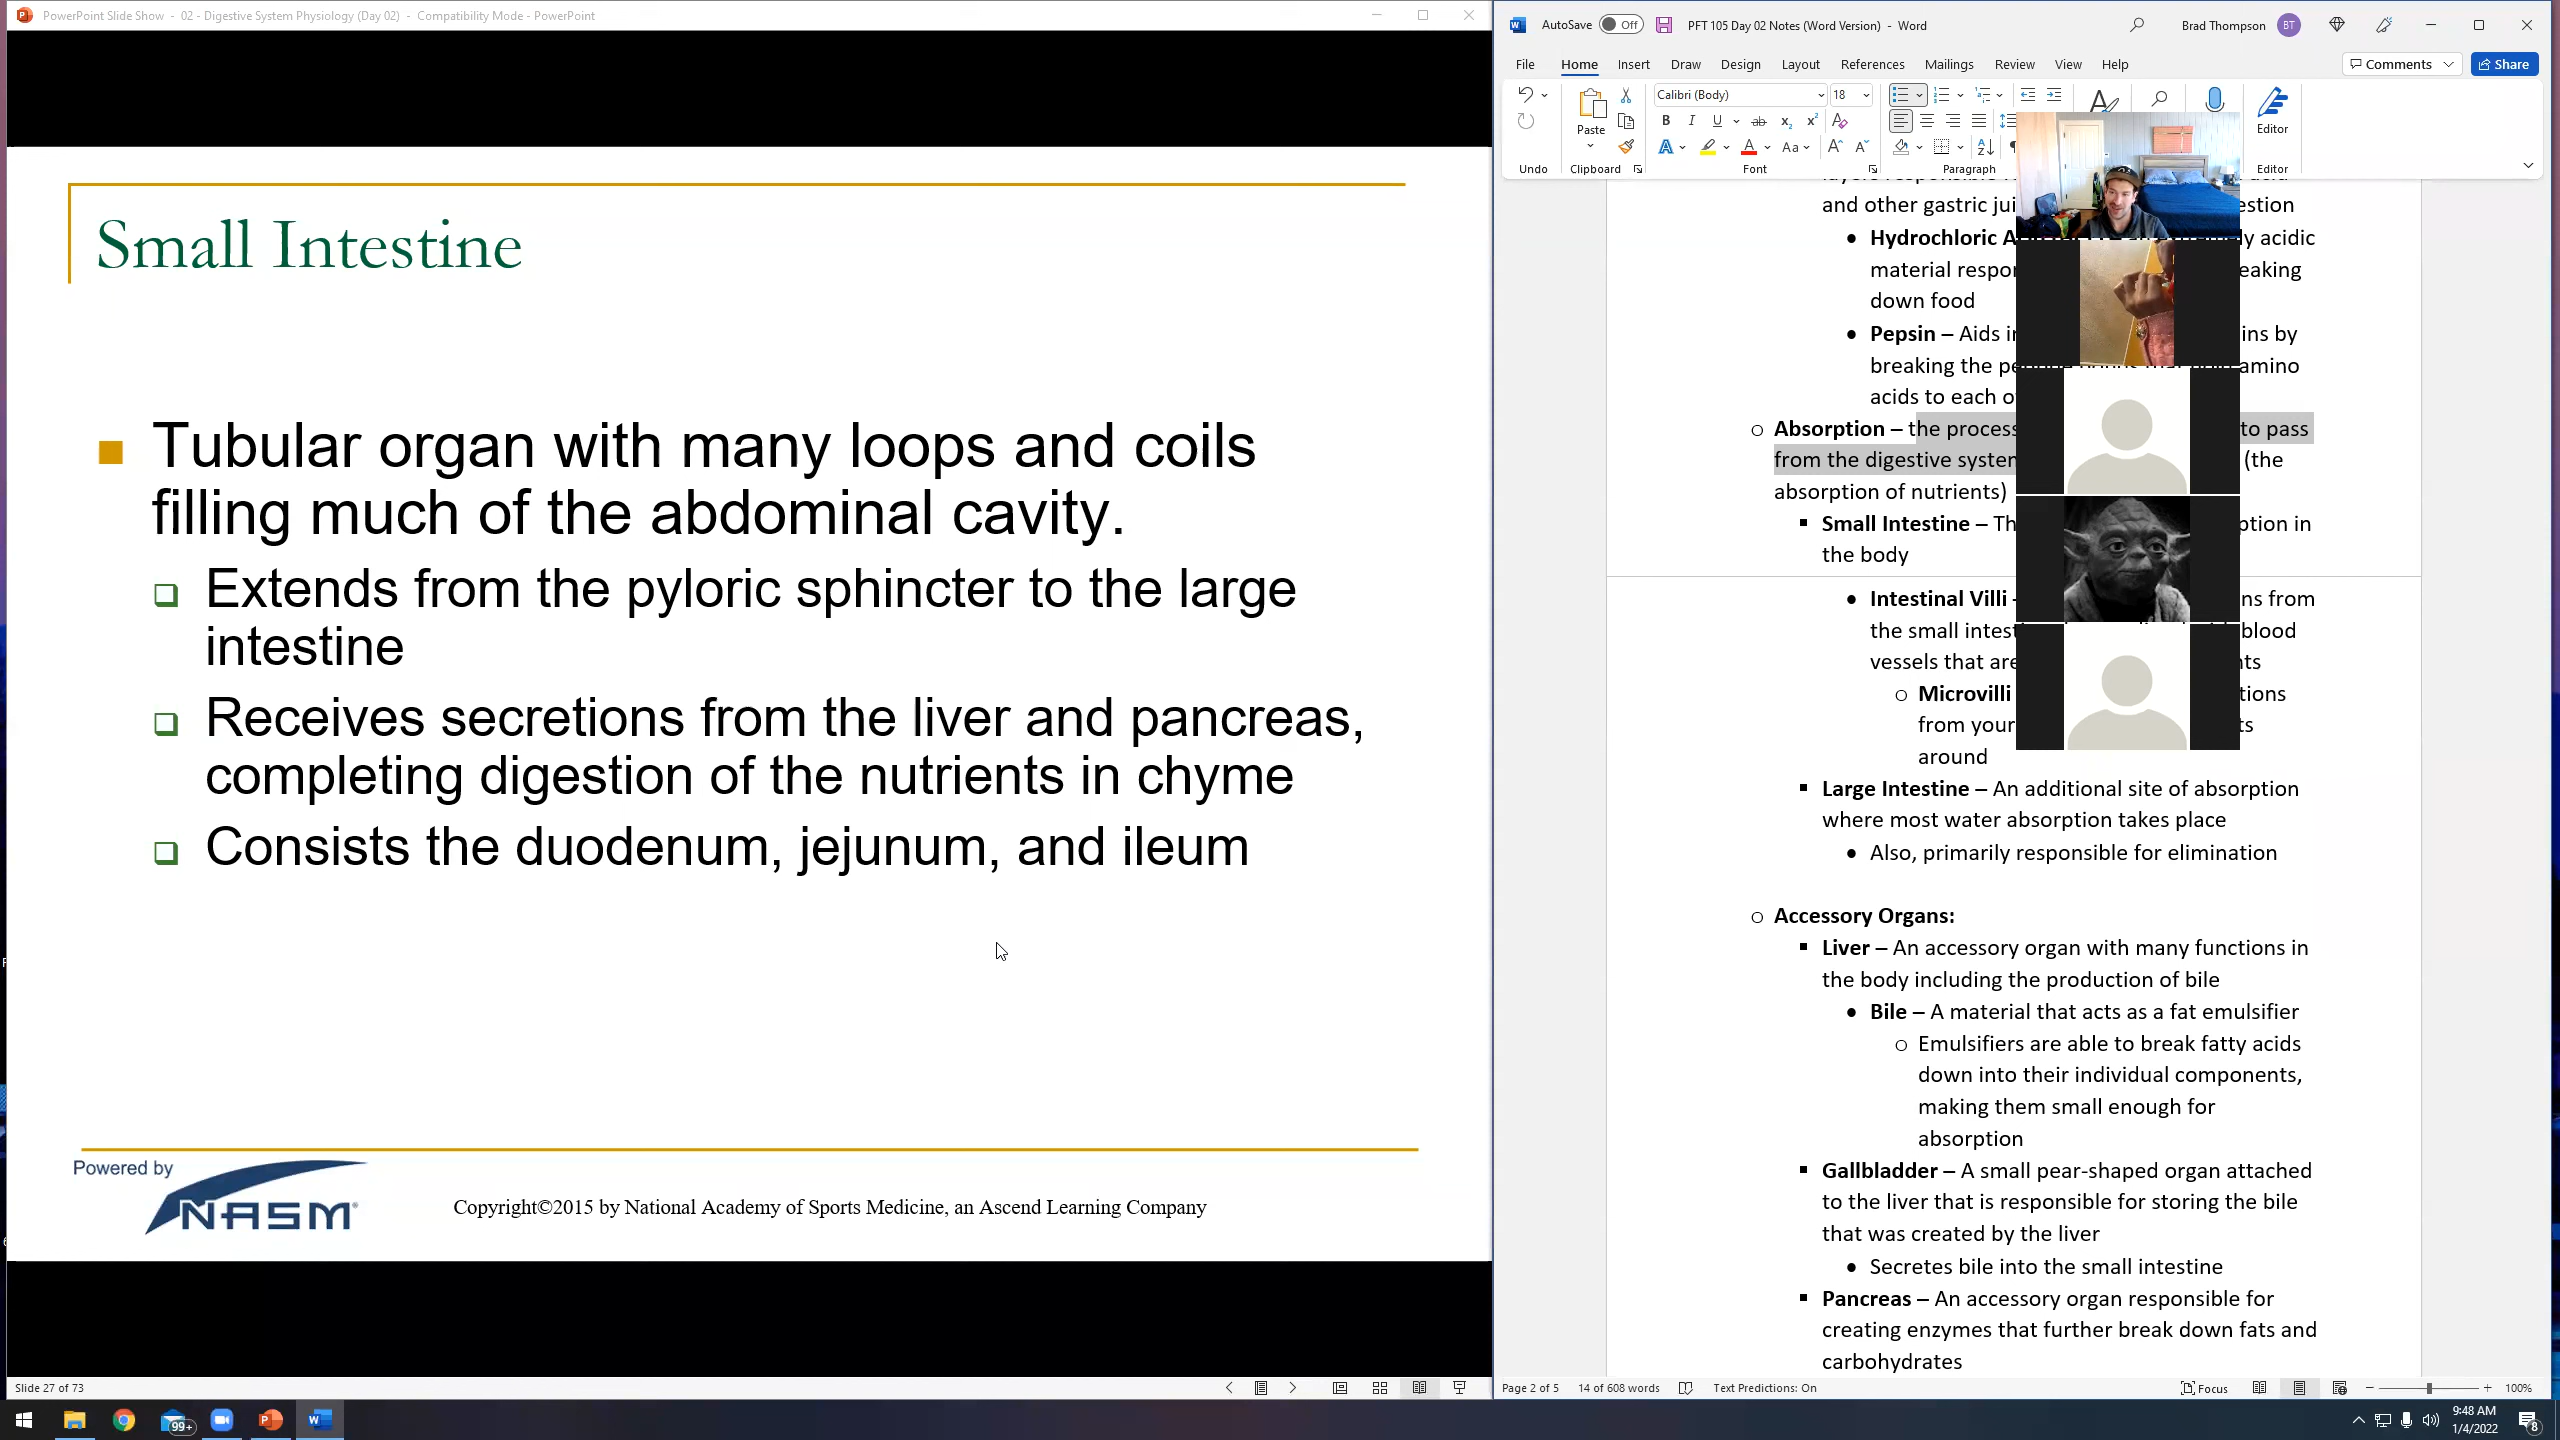 PowerPoint Slide Show - 02 - Digestive System Physiology (Day 02) - Compatibility Mode - PowerPoint
Small Intestine
Tubular organ with many loops and coils
filling much of the abdominal cavity.
Extends from the pyloric sphincter to the large
intestine
Receives secretions from the liver and pancreas,
completing digestion of the nutrients in chyme
Consists the duodenum, jejunum, and ileum
Powered by
NASM
Copyright©2015 by National Academy of Sports Medicine, an Ascend Learning Company
Slide 27 of 73
AutoSave Off PFT 105 Day 02 Notes (Word Version) - Word Brad Thompson BT
File Home Insert Draw Design Layout References Mailings Review View Help Comments Share
Calibri (Body) 18
Paste
Editor
Undo Clipboard Font Paragraph Editor
and other gastric estion
Hydrochloric y acidic
material eaking
down food
Pepsin – Aids ins by
breaking the amino
acids to each
Absorption – the process to pass
from the digestive (the
absorption of nutrients)
Small Intestine – ption in
the body
Intestinal Villi ns from
the small blood
vessels that are nts
Microvilli tions
from your ts
around
Large Intestine – An additional site of absorption
where most water absorption takes place
Also, primarily responsible for elimination
Accessory Organs:
Liver – An accessory organ with many functions in
the body including the production of bile
Bile – A material that acts as a fat emulsifier
Emulsifiers are able to break fatty acids
down into their individual components,
making them small enough for
absorption
Gallbladder – A small pear-shaped organ attached
to the liver that is responsible for storing the bile
that was created by the liver
Secretes bile into the small intestine
Pancreas – An accessory organ responsible for
creating enzymes that further break down fats and
carbohydrates
Page 2 of 5 14 of 608 words Text Predictions: On Focus 100%
99+
9:48 AM
1/4/2022
8